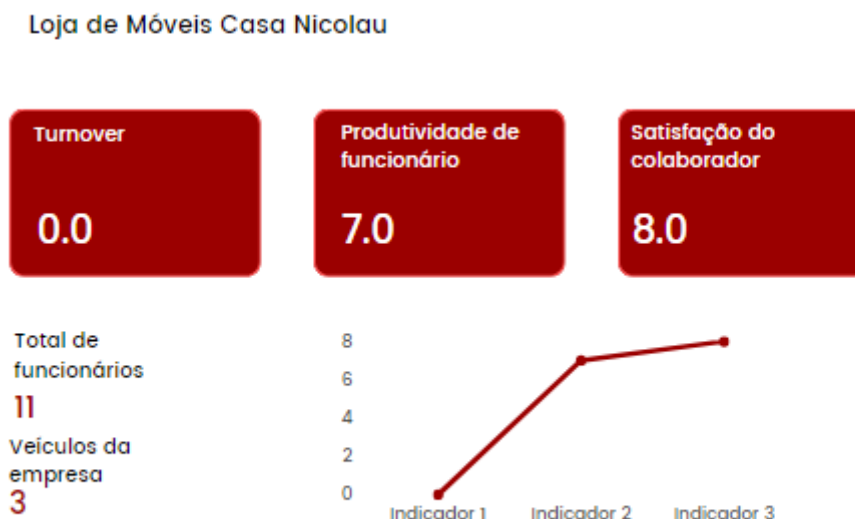 Loja de Móveis Casa Nicolau
Turnover
0.0
Produtividade de
funcionário
7.0
Satisfação do
colaborador
8.0
Total de
funcionários
11
Veículos da
empresa
3
8
6
4
2
0
Indicador 1
Indicador 2
Indicador 3